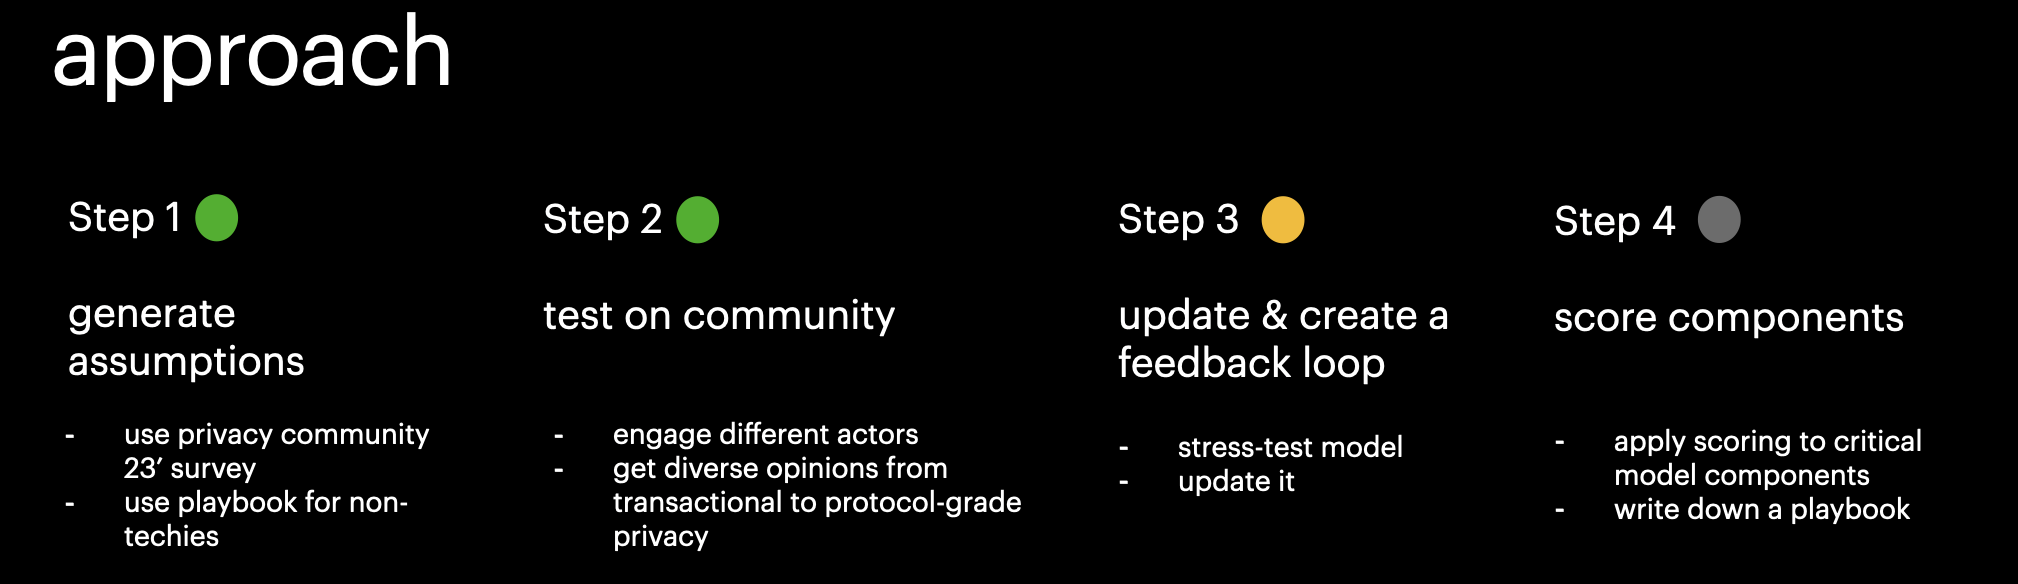 approach
Step 1
generate
assumptions
- use privacy community
23′ survey
- use playbook for non-
techies
Step 2
test on community
- engage different actors
- get diverse opinions from
transactional to protocol-grade
privacy
Step 3
update & create a
feedback loop
- stress-test model
- update it
Step 4
score components
- apply scoring to critical
model components
- write down a playbook